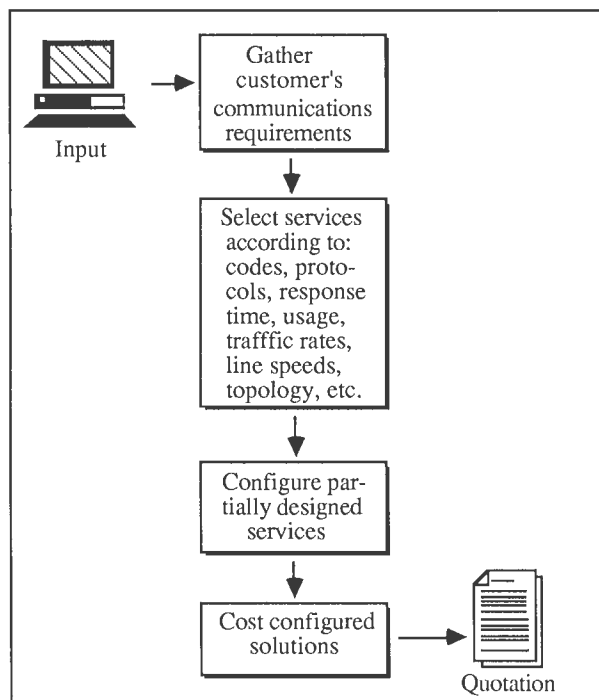 Gather
customer's
communications
requirements
Input
Select services
according to:
codes, proto-
cols, response
time, usage,
trafffic rates,
line speeds,
topology, etc.
Configure par-
tially designed
services
Cost configured
solutions
Quotation